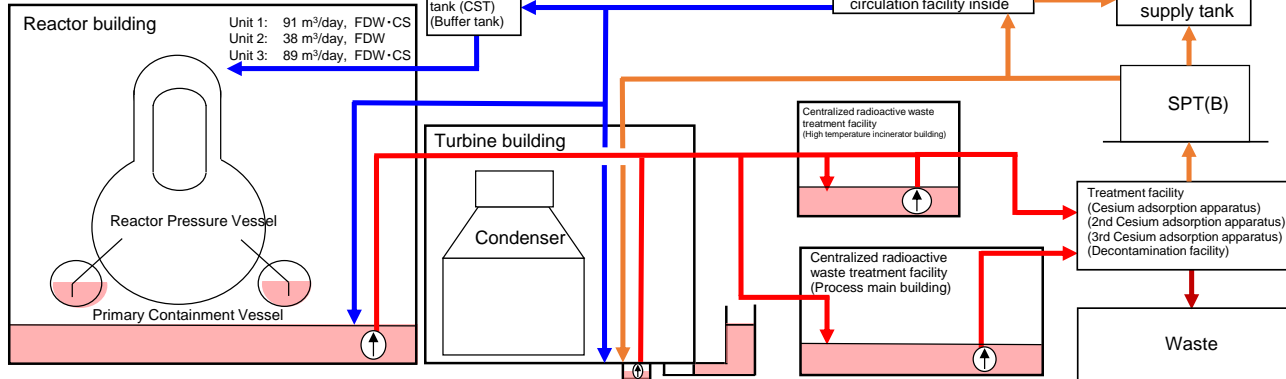 Reactor building
Unit 1: 91 m³/day, FDW・CS
Unit 2: 38 m³/day, FDW
Unit 3: 89 m³/day, FDW・CS
tank (CST)
(Buffer tank)
circulation facility inside
supply tank
SPT(B)
Turbine building
Centralized radioactive waste
treatment facility
(High temperature incinerator building)
Treatment facility
(Cesium adsorption apparatus)
(2nd Cesium adsorption apparatus)
(3rd Cesium adsorption apparatus)
(Decontamination facility)
Reactor Pressure Vessel
Condenser
Centralized radioactive
waste treatment facility
(Process main building)
Primary Containment Vessel
Waste